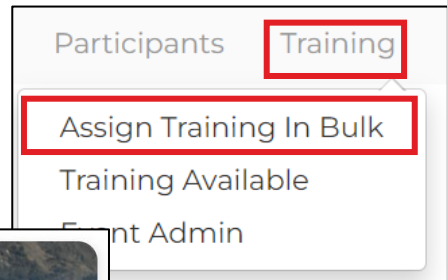 Participants Training
Assign Training In Bulk
Training Available
Admin